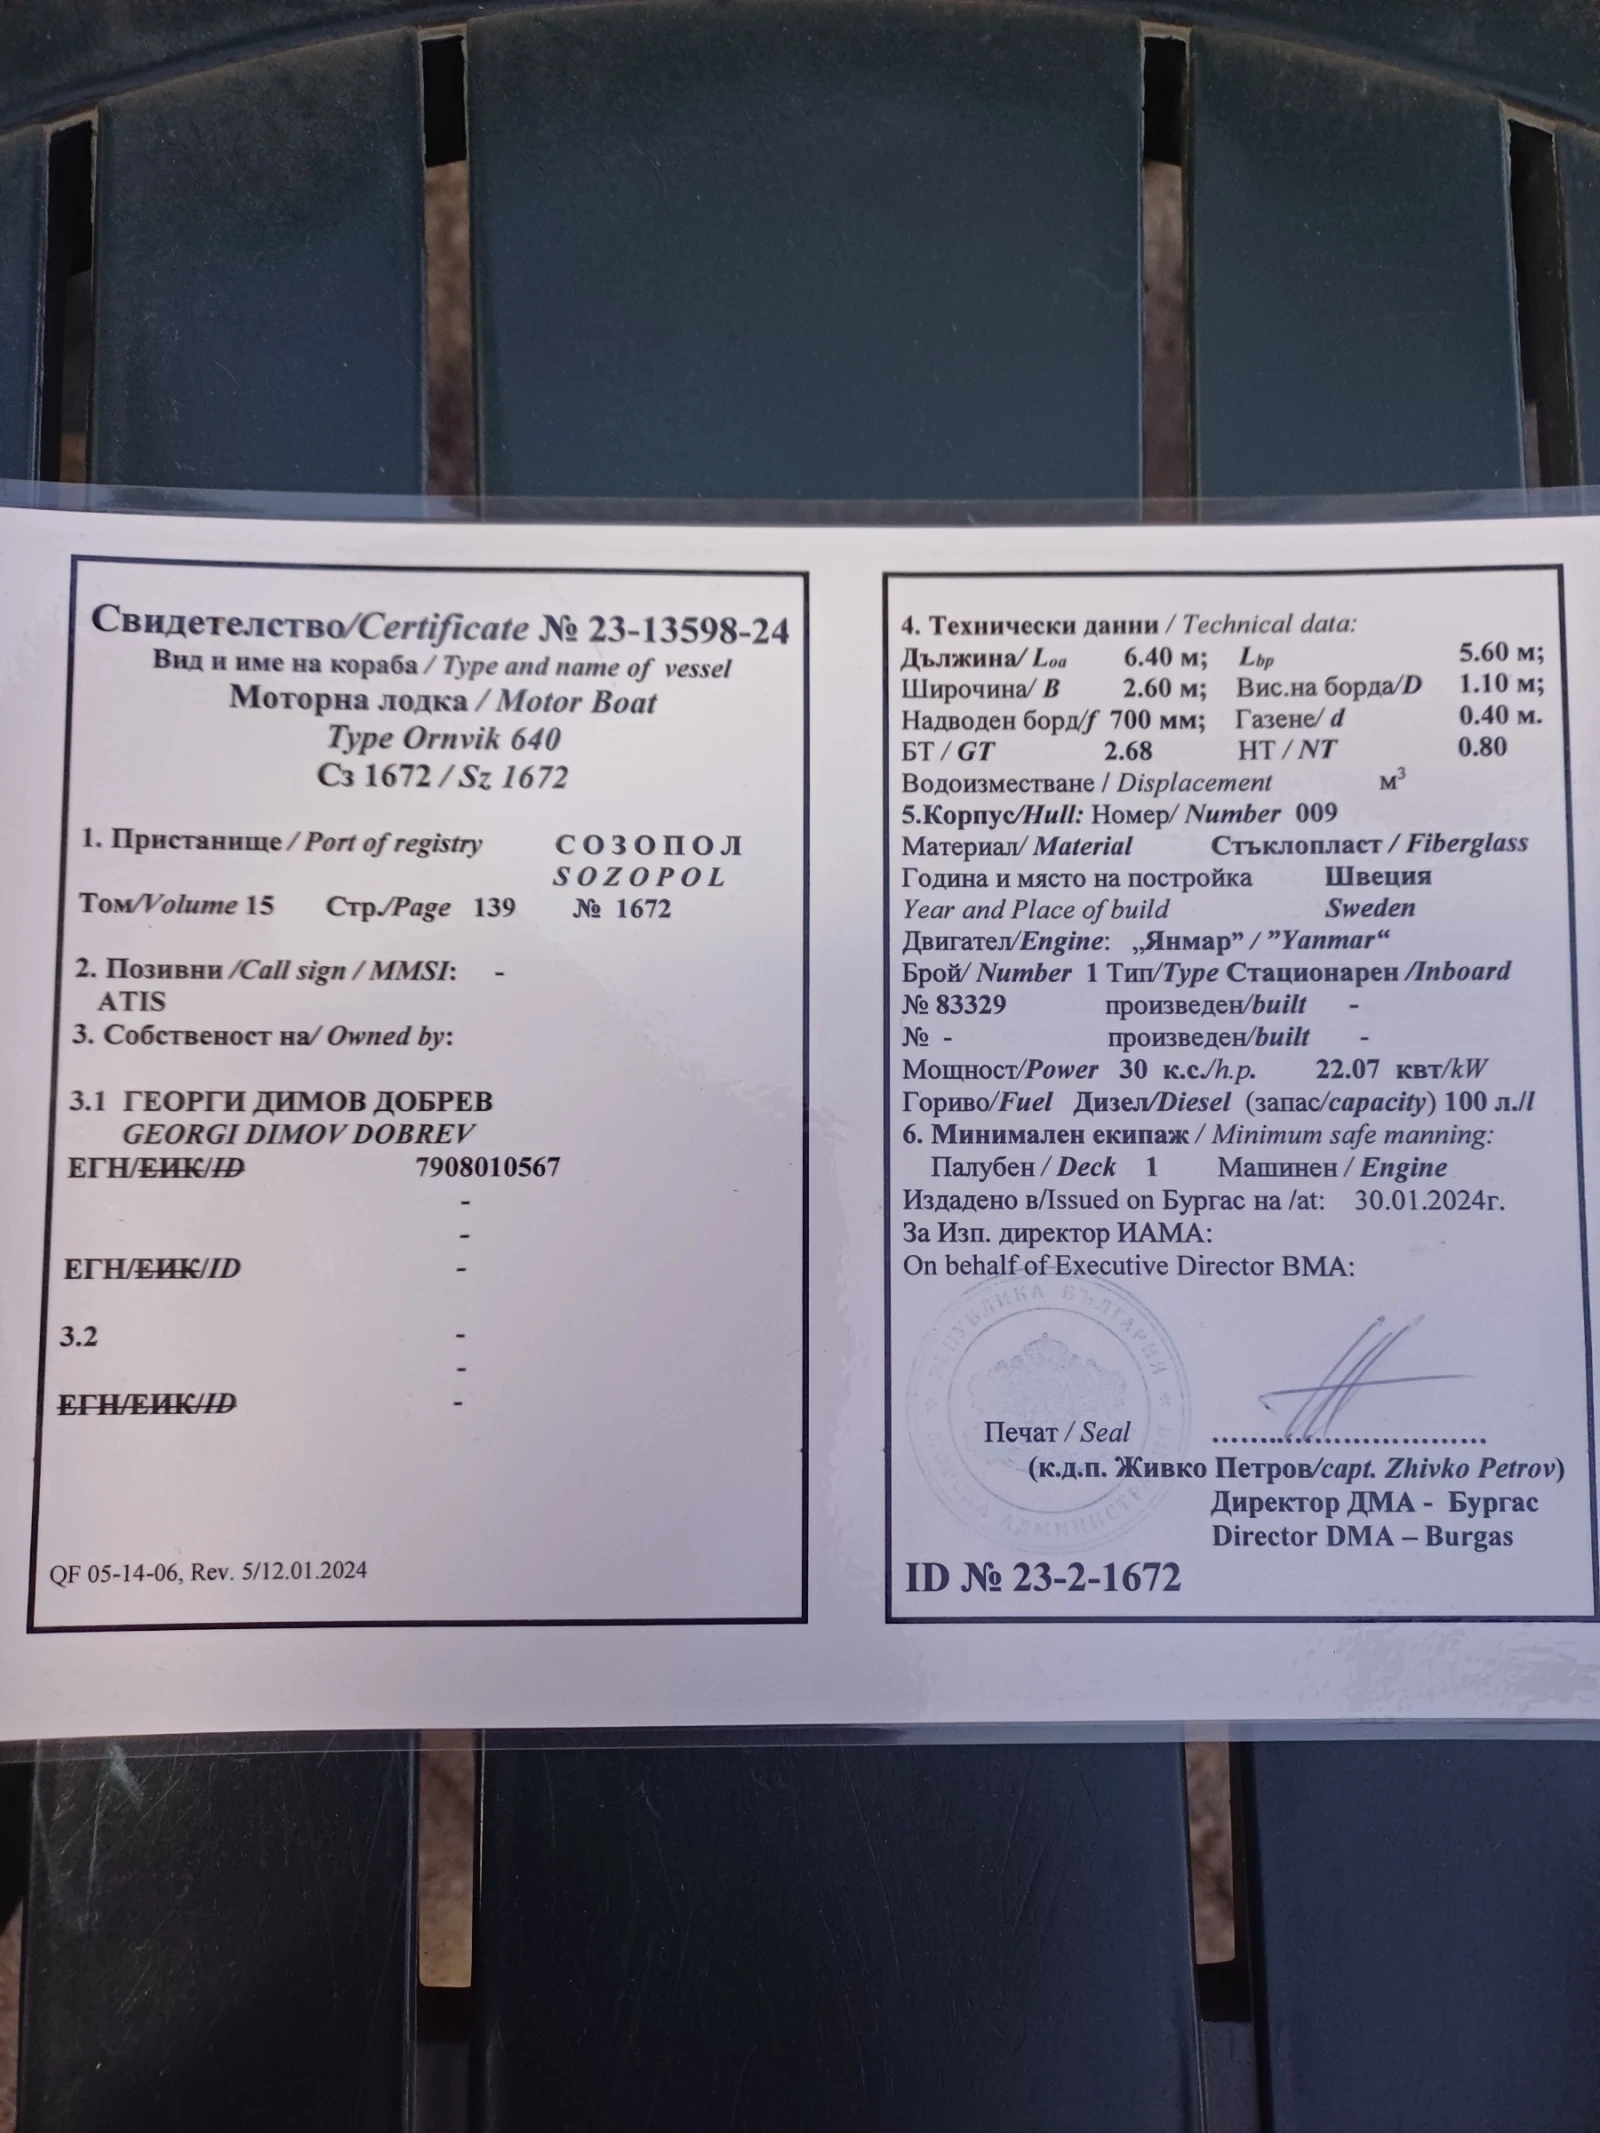 Свидетелство/Certificate № 23-13598-24
Вид и име на кораба / Type and name of vessel
Моторна лодка / Motor Boat
Type Ornvik 640
Сз 1672 / Sz 1672
1. Пристанище / Port of registry СОЗОПОЛ
SOZOPOL
Том/Volume 15 Стр./Page 139 № 1672
2. Позивни /Call sign / MMSI: -
ATIS
3. Собственост на/ Owned by:
3.1 ГЕОРГИ ДИМОВ ДОБРЕВ
GEORGI DIMOV DOBREV
ЕГН/ЕИК/ID 7908010567
-
-
ЕГН/ЕИК/ID -
3.2 -
-
ЕГН/ЕИК/ID -
QF 05-14-06, Rev. 5/12.01.2024
4. Технически данни / Technical data:
Дължина/ Loa 6.40 м; Lbp 5.60 м;
Широчина/ B 2.60 м; Вис.на борда/D 1.10 м;
Надводен борд/f 700 мм; Газене/ d 0.40 м.
БТ / GT 2.68 НТ / NT 0.80
Водоизместване / Displacement м³
5.Корпус/Hull: Номер/ Number 009
Материал/ Material Стъклопласт / Fiberglass
Година и място на постройка Швеция
Year and Place of build Sweden
Двигател/Engine: „Янмар” / ”Yanmar“
Брой/ Number 1 Тип/Type Стационарен /Inboard
№ 83329 произведен/built -
№ - произведен/built -
Мощност/Power 30 к.с./h.p. 22.07 квт/kW
Гориво/Fuel Дизел/Diesel (запас/capacity) 100 л./l
6. Минимален екипаж / Minimum safe manning:
Палубен / Deck 1 Машинен / Engine
Издадено в/Issued on Бургас на /at: 30.01.2024г.
За Изп. директор ИАМА:
On behalf of Executive Director BMA:
РЕПУБЛИКА БЪЛГАРИЯ
Печат / Seal ....................................
(к.д.п. Живко Петров/capt. Zhivko Petrov)
Директор ДМА - Бургас
Director DMA – Burgas
ID № 23-2-1672